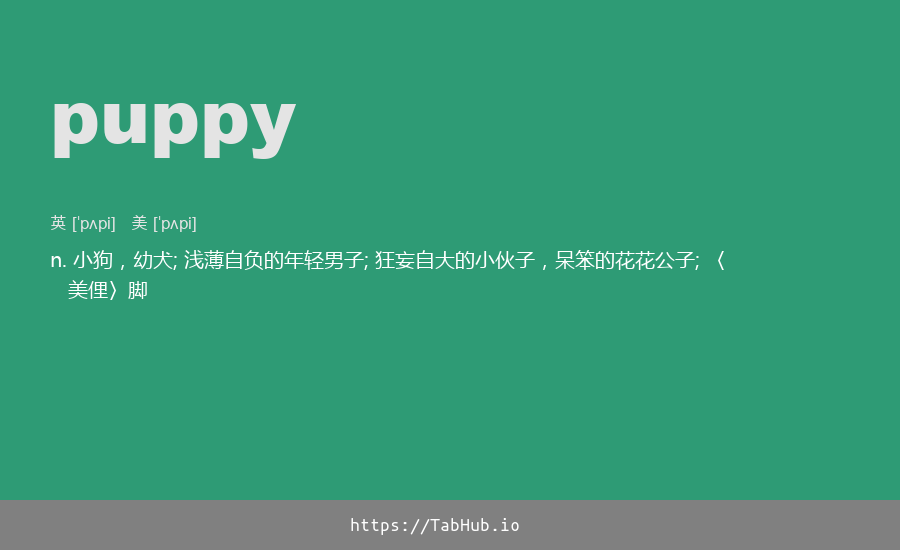 puppy
英 ['pʌpi] 美 ['pʌpi]
n. 小狗，幼犬; 浅薄自负的年轻男子; 狂妄自大的小伙子，呆笨的花花公子; 〈
美俚〉脚
https://TabHub.io